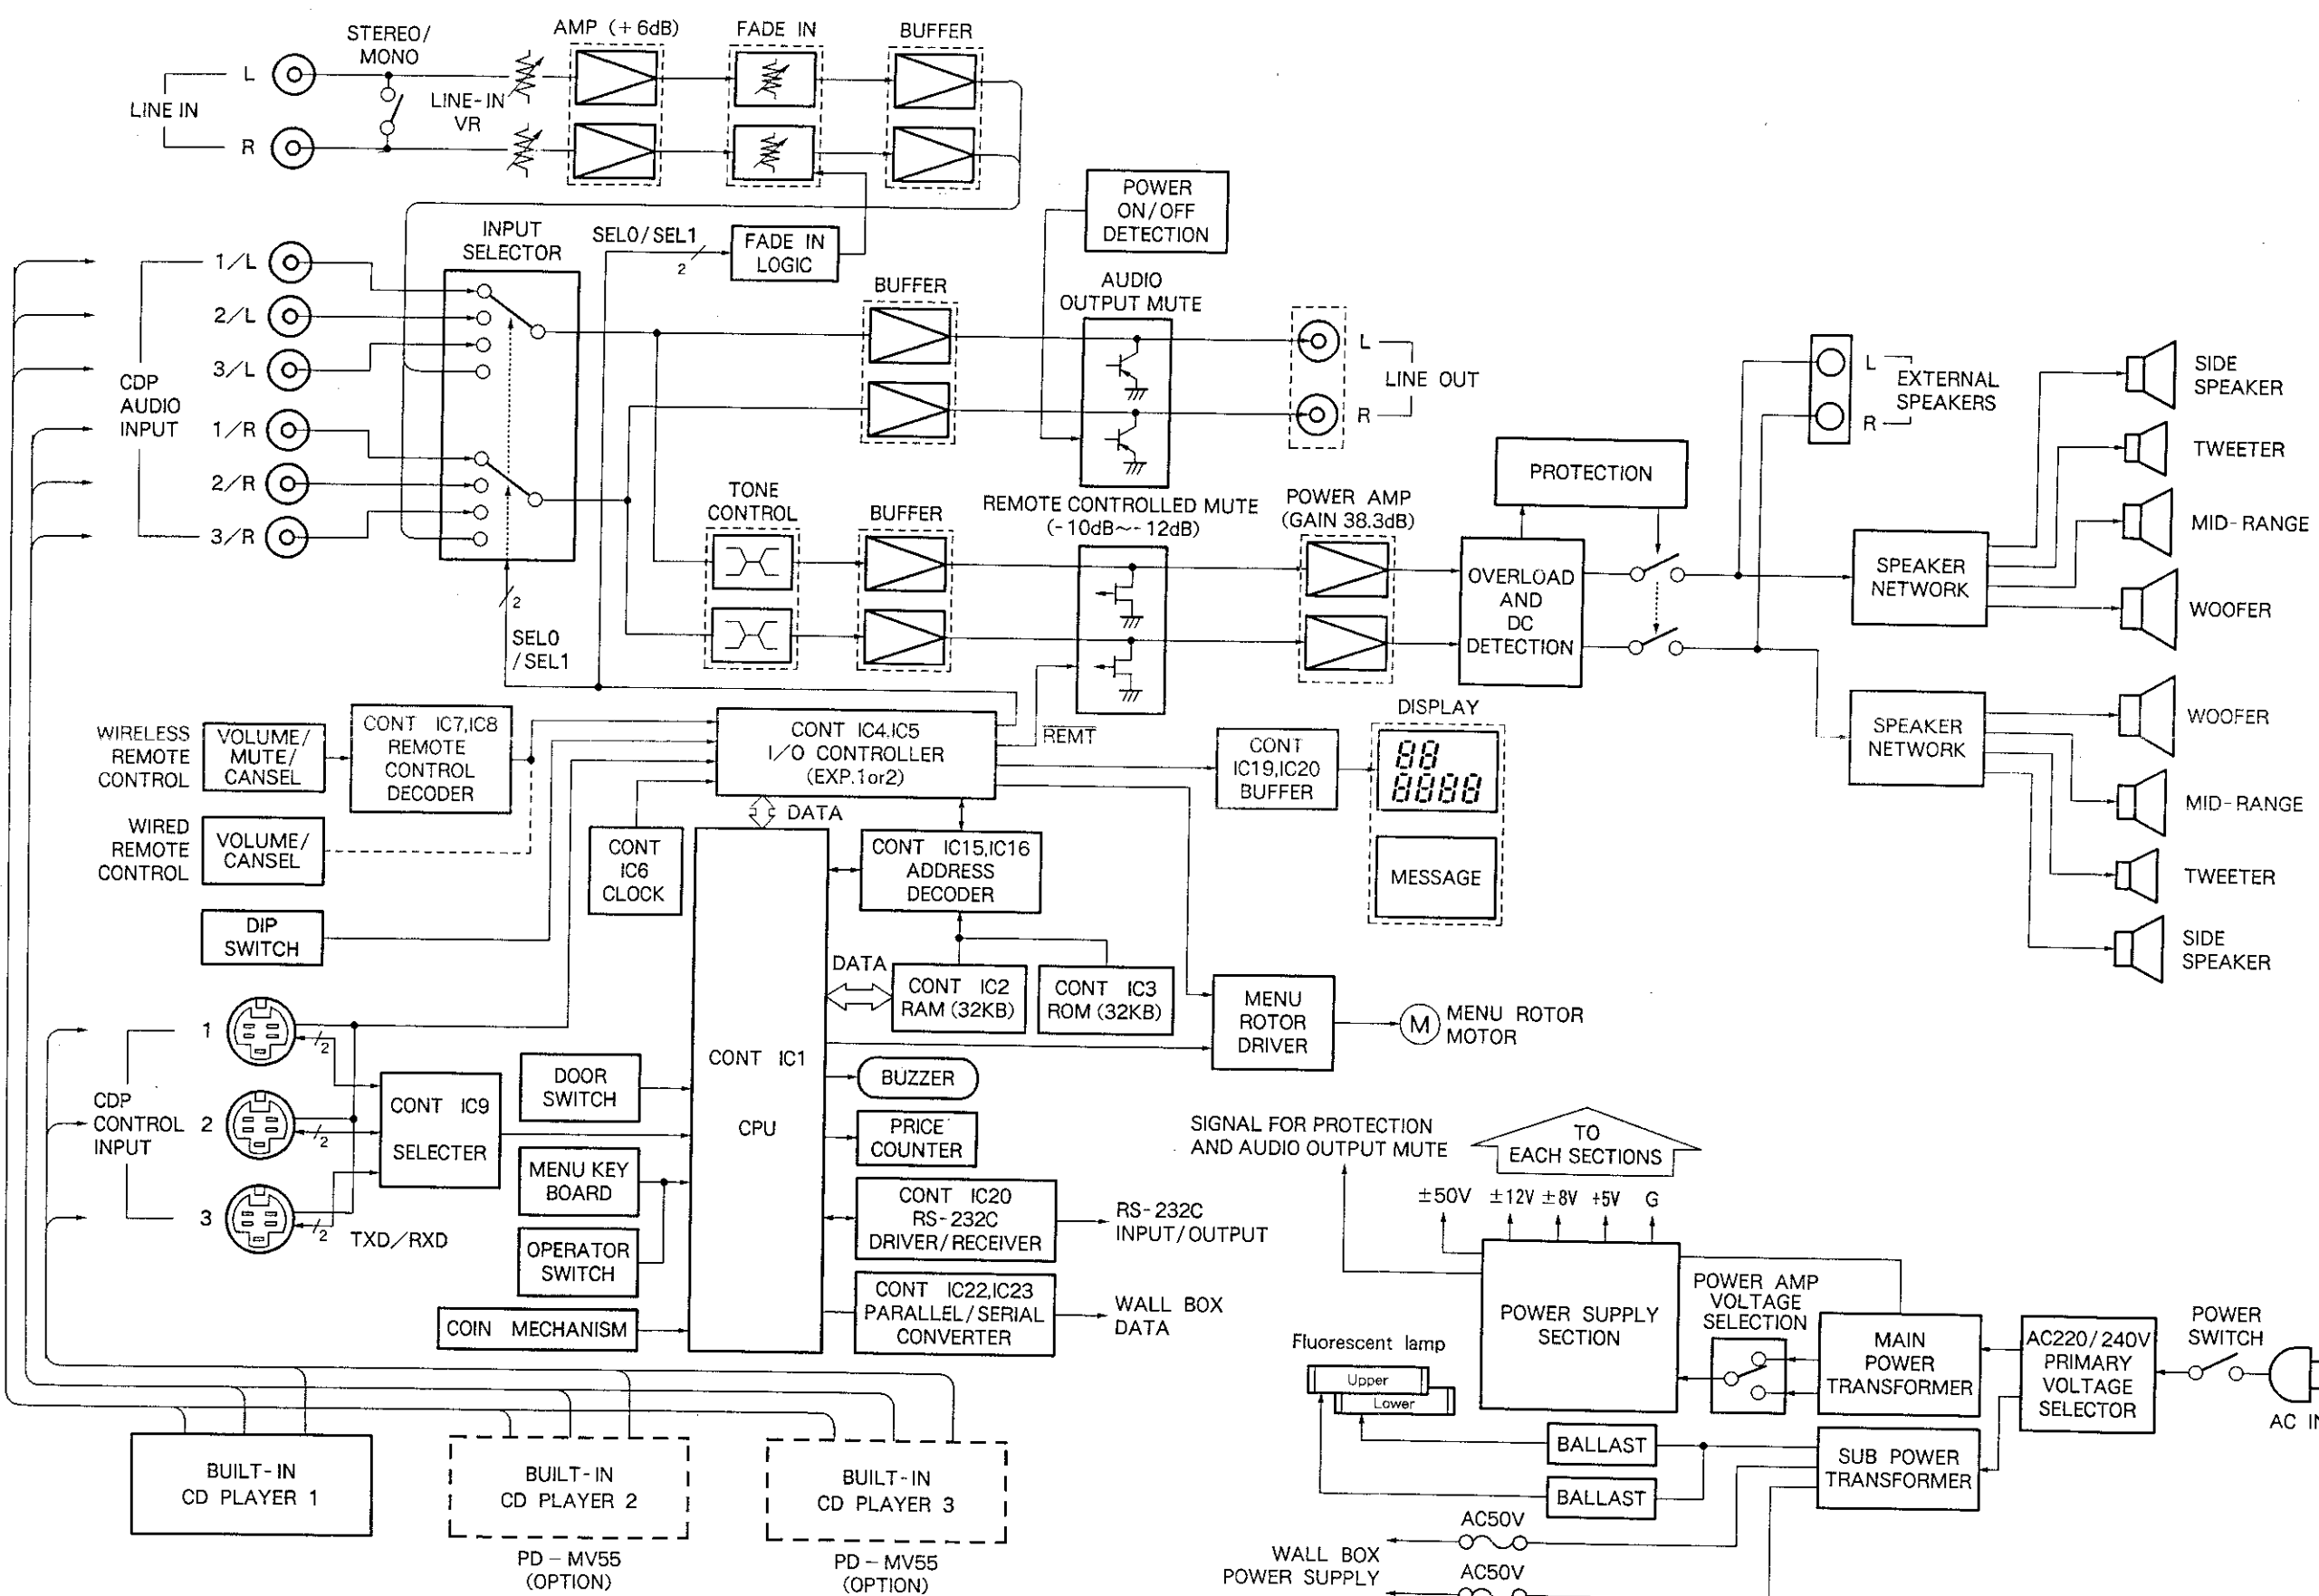 STEREO/
MONO
AMP (+6dB)
FADE IN
BUFFER
L
LINE IN
R
LINE-IN
VR
POWER
ON/OFF
DETECTION
INPUT
SELECTOR
SEL0/SEL1
2
FADE IN
LOGIC
1/L
2/L
3/L
CDP
AUDIO
INPUT
1/R
2/R
3/R
BUFFER
AUDIO
OUTPUT MUTE
L
LINE OUT
R
L
EXTERNAL
SPEAKERS
R
SIDE
SPEAKER
TWEETER
MID-RANGE
WOOFER
TONE
CONTROL
BUFFER
REMOTE CONTROLLED MUTE
(-10dB~-12dB)
POWER AMP
(GAIN 38.3dB)
PROTECTION
OVERLOAD
AND
DC
DETECTION
SPEAKER
NETWORK
2
SEL0
/SEL1
SPEAKER
NETWORK
WOOFER
MID-RANGE
TWEETER
SIDE
SPEAKER
WIRELESS
REMOTE
CONTROL
VOLUME/
MUTE/
CANSEL
CONT IC7,IC8
REMOTE
CONTROL
DECODER
CONT IC4.IC5
I/O CONTROLLER
(EXP.1or2)
REMT
CONT
IC19,IC20
BUFFER
DISPLAY
88
8888
MESSAGE
WIRED
REMOTE
CONTROL
VOLUME/
CANSEL
CONT
IC6
CLOCK
DATA
CONT IC15,IC16
ADDRESS
DECODER
DIP
SWITCH
DATA
CONT IC2
RAM (32KB)
CONT IC3
ROM (32KB)
MENU
ROTOR
DRIVER
M
MENU ROTOR
MOTOR
CDP
CONTROL
INPUT
1
2
2
2
3
2
TXD/RXD
CONT IC9
SELECTER
DOOR
SWITCH
MENU KEY
BOARD
OPERATOR
SWITCH
COIN MECHANISM
CONT IC1
CPU
BUZZER
PRICE
COUNTER
CONT IC20
RS-232C
DRIVER/RECEIVER
RS-232C
INPUT/OUTPUT
CONT IC22,IC23
PARALLEL/SERIAL
CONVERTER
WALL BOX
DATA
SIGNAL FOR PROTECTION
AND AUDIO OUTPUT MUTE
TO
EACH SECTIONS
±50V ±12V ±8V +5V G
POWER SUPPLY
SECTION
POWER AMP
VOLTAGE
SELECTION
MAIN
POWER
TRANSFORMER
AC220/240V
PRIMARY
VOLTAGE
SELECTOR
POWER
SWITCH
AC IN
Fluorescent lamp
Upper
Lower
BALLAST
BALLAST
SUB POWER
TRANSFORMER
AC50V
AC50V
WALL BOX
POWER SUPPLY
BUILT-IN
CD PLAYER 1
BUILT-IN
CD PLAYER 2
PD-MV55
(OPTION)
BUILT-IN
CD PLAYER 3
PD-MV55
(OPTION)